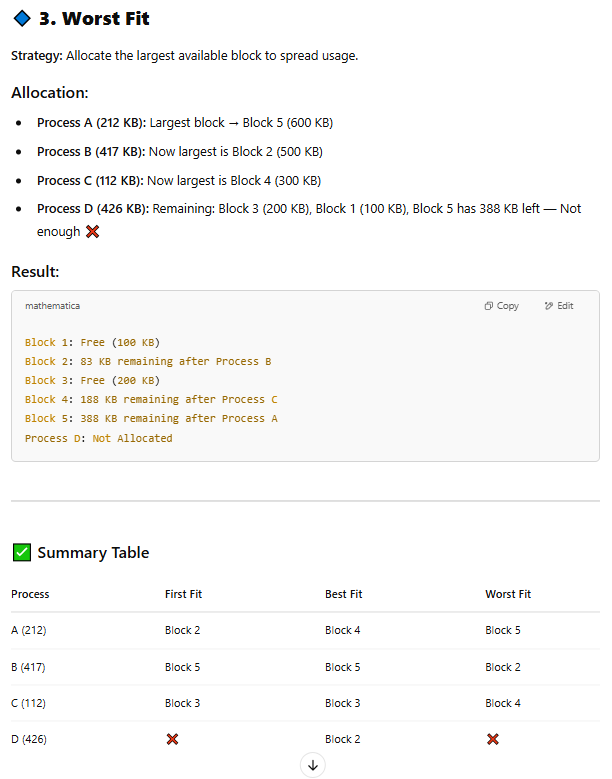 🔷 3. Worst Fit
Strategy: Allocate the largest available block to spread usage.
Allocation:
• Process A (212 KB): Largest block → Block 5 (600 KB)
• Process B (417 KB): Now largest is Block 2 (500 KB)
• Process C (112 KB): Now largest is Block 4 (300 KB)
• Process D (426 KB): Remaining: Block 3 (200 KB), Block 1 (100 KB), Block 5 has 388 KB left — Not
enough ❌
Result:
mathematica Copy Edit
Block 1: Free (100 KB)
Block 2: 83 KB remaining after Process B
Block 3: Free (200 KB)
Block 4: 188 KB remaining after Process C
Block 5: 388 KB remaining after Process A
Process D: Not Allocated
✅ Summary Table
Process First Fit Best Fit Worst Fit
A (212) Block 2 Block 4 Block 5
B (417) Block 5 Block 5 Block 2
C (112) Block 3 Block 3 Block 4
D (426) ❌ Block 2 ❌